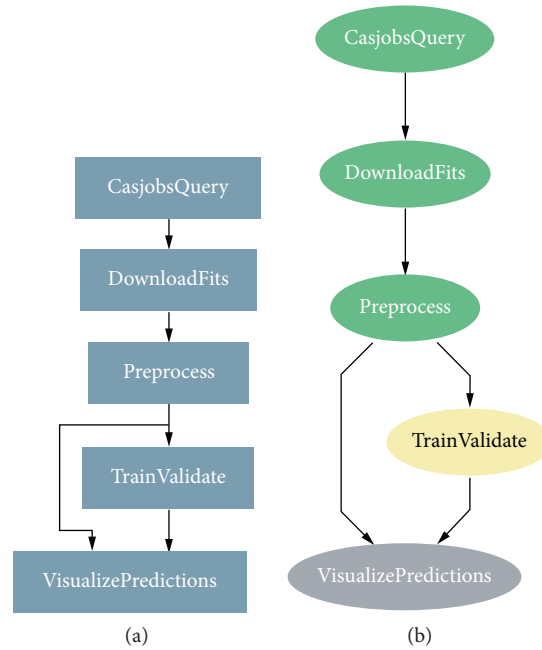 CasjobsQuery
DownloadFits
Preprocess
TrainValidate
VisualizePredictions
(a)
CasjobsQuery
DownloadFits
Preprocess
TrainValidate
VisualizePredictions
(b)